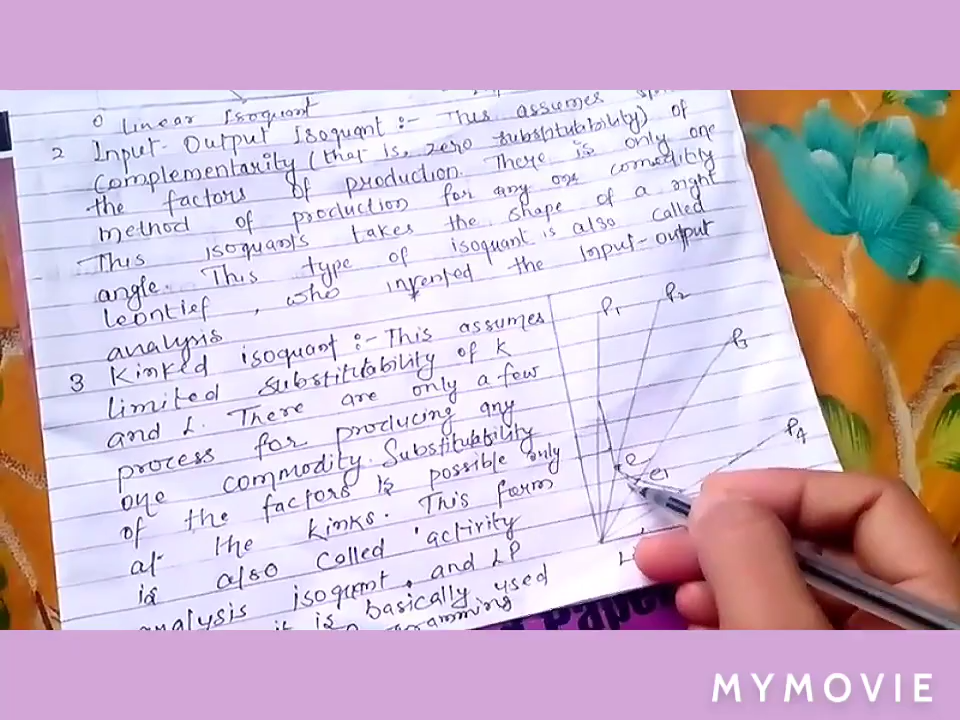 O linear Isoquant
2 Input-Output Isoquant :- This assumes
Complementarity (that is, zero substutubility) of
the factors of production. There is only one
method of production for any one comodility
This isoquants takes the shape of a right
angle. This type of isoquant is also called
leontief, who invented the Input-output
analysis
3 Kinked isoquant :- This assumes
limited substitutability of K
and L. There are only a few
process for producing any
one commodity. Substitutability
of the factors is possible only
at the kinks. This form
is also called 'activity
analysis isoquent. and LP
it is basically used
P1
P2
P3
P4
e
e1
L
Paper
MYMOVIE